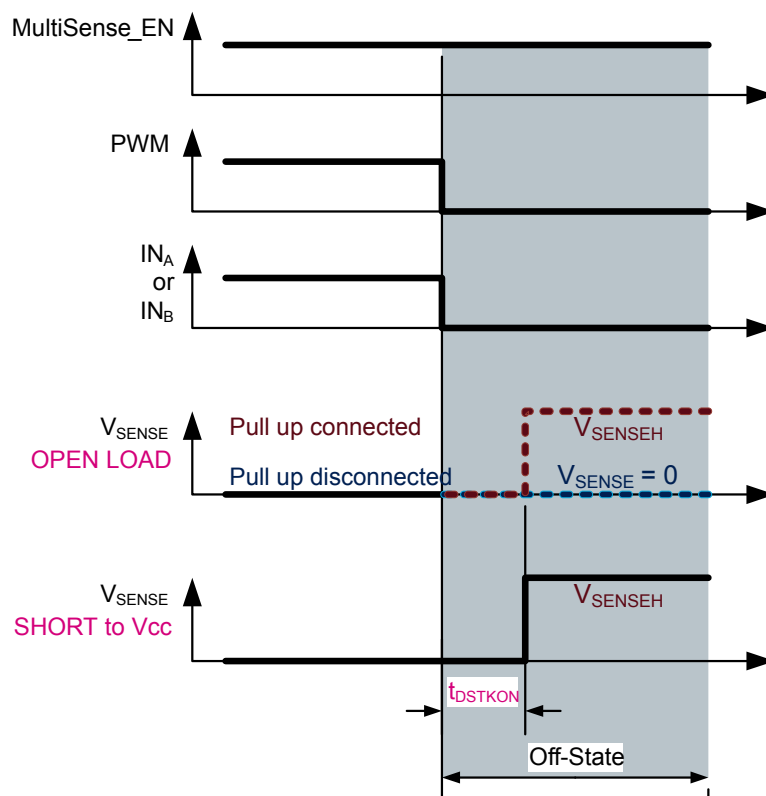 MultiSense_EN
PWM
INA
or
INB
VSENSE
OPEN LOAD
Pull up connected
VSENSEH
Pull up disconnected
VSENSE = 0
VSENSE
SHORT to Vcc
VSENSEH
tDSTKON
Off-State